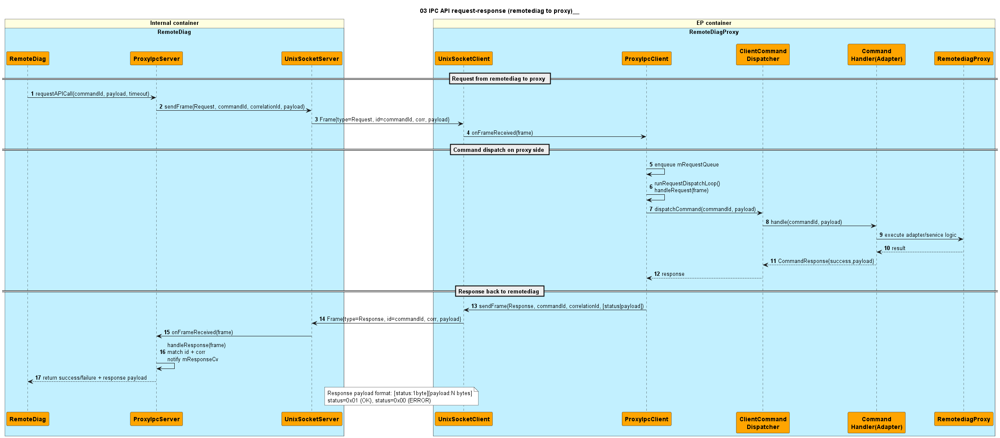 03 IPC API request-response (remotediag to proxy)__
Internal container
EP container
RemoteDiag
RemoteDiagProxy
RemoteDiag
ProxyIpcServer
UnixSocketServer
UnixSocketClient
ProxyIpcClient
ClientCommand
Dispatcher
Command
Handler(Adapter)
RemotediagProxy
Request from remotediag to proxy
1 requestAPICall(commandId, payload, timeout)
2 sendFrame(Request, commandId, correlationId, payload)
3 Frame{type=Request, id=commandId, corr, payload}
4 onFrameReceived(frame)
Command dispatch on proxy side
5 enqueue mRequestQueue
6 runRequestDispatchLoop()
handleRequest(frame)
7 dispatchCommand(commandId, payload)
8 handle(commandId, payload)
9 execute adapter/service logic
10 result
11 CommandResponse{success,payload}
12 response
Response back to remotediag
13 sendFrame(Response, commandId, correlationId, [status|payload])
14 Frame{type=Response, id=commandId, corr, payload}
15 onFrameReceived(frame)
handleResponse(frame)
16 match id + corr
notify mResponseCv
17 return success/failure + response payload
Response payload format: [status:1byte][payload:N bytes]
status=0x01 (OK), status=0x00 (ERROR)
RemoteDiag
ProxyIpcServer
UnixSocketServer
UnixSocketClient
ProxyIpcClient
ClientCommand
Dispatcher
Command
Handler(Adapter)
RemotediagProxy